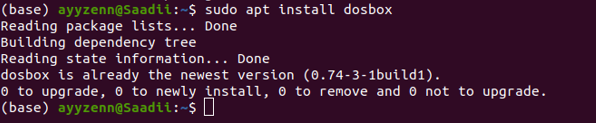 (base) ayyzenn@Saadii:~$ sudo apt install dosbox
Reading package lists... Done
Building dependency tree
Reading state information... Done
dosbox is already the newest version (0.74-3-1build1).
0 to upgrade, 0 to newly install, 0 to remove and 0 not to upgrade.
(base) ayyzenn@Saadii:~$